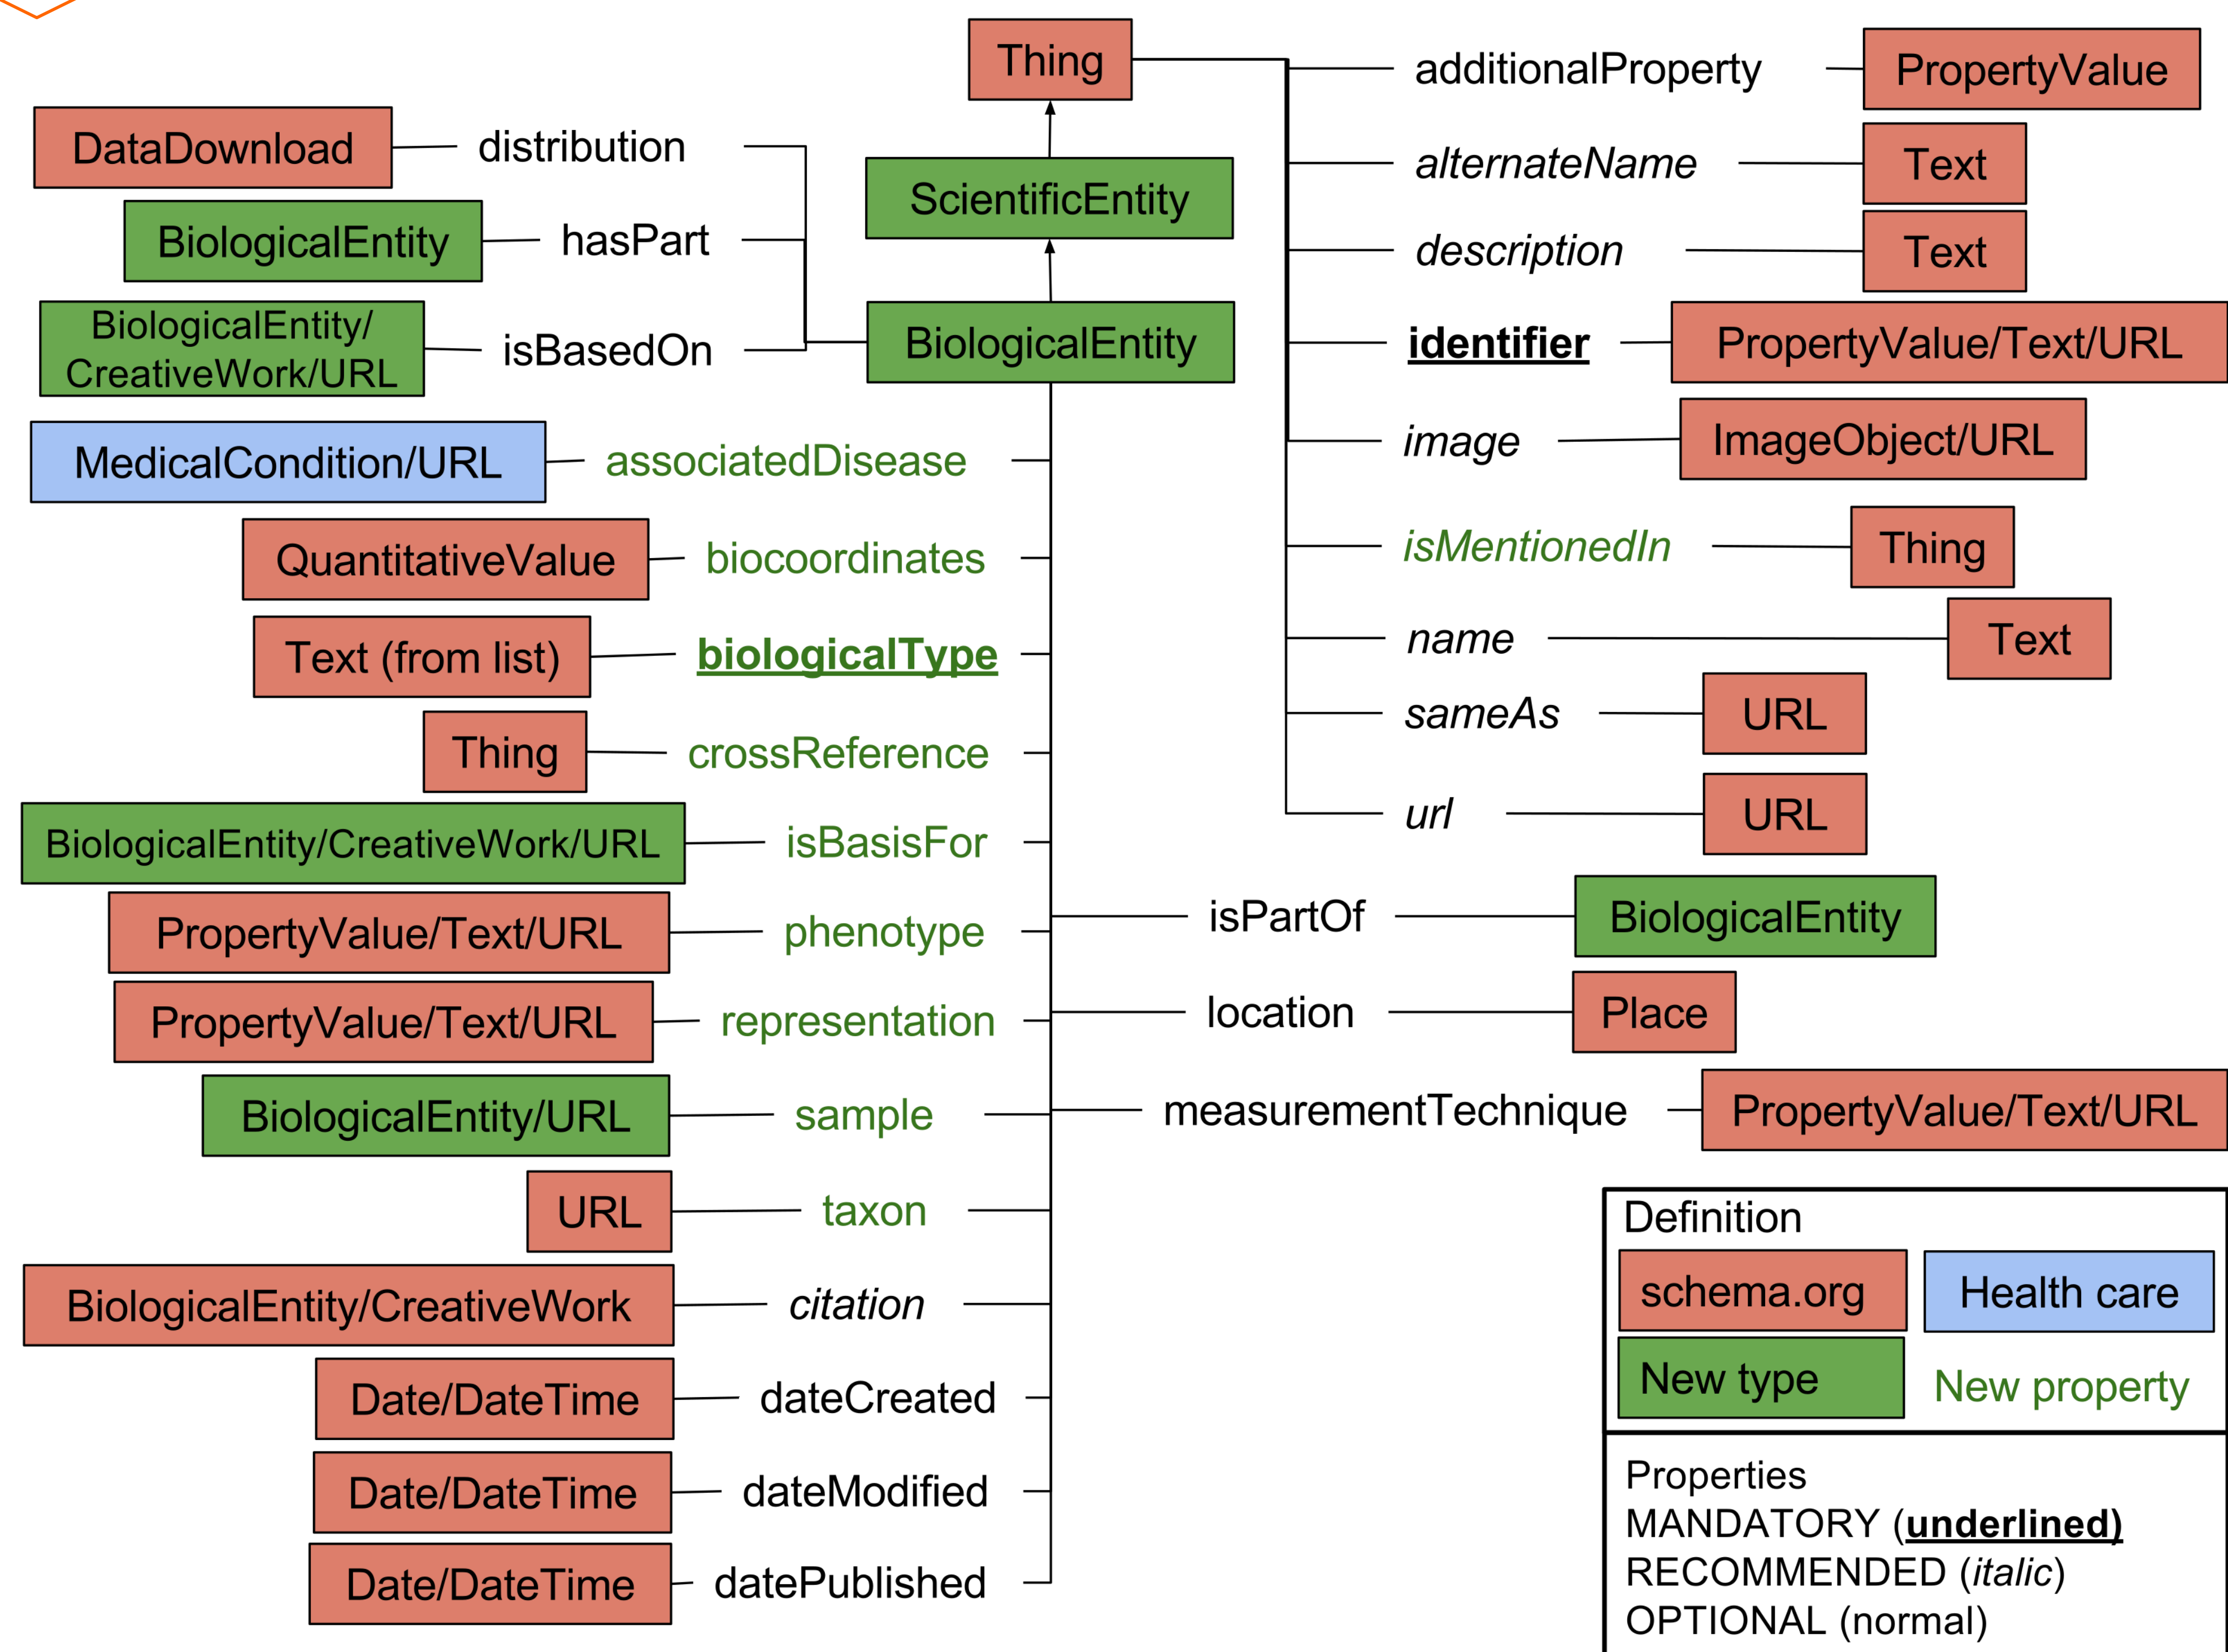 Thing
additionalProperty
PropertyValue
DataDownload
distribution
alternateName
Text
ScientificEntity
BiologicalEntity
hasPart
description
Text
BiologicalEntity/
CreativeWork/URL
isBasedOn
BiologicalEntity
identifier
PropertyValue/Text/URL
MedicalCondition/URL
associatedDisease
image
ImageObject/URL
QuantitativeValue
biocoordinates
isMentionedIn
Thing
Text (from list)
biologicalType
name
Text
Thing
crossReference
sameAs
URL
BiologicalEntity/CreativeWork/URL
isBasisFor
url
URL
PropertyValue/Text/URL
phenotype
isPartOf
BiologicalEntity
PropertyValue/Text/URL
representation
location
Place
BiologicalEntity/URL
sample
measurementTechnique
PropertyValue/Text/URL
URL
taxon
BiologicalEntity/CreativeWork
citation
Date/DateTime
dateCreated
Date/DateTime
dateModified
Date/DateTime
datePublished
Definition
schema.org
Health care
New type
New property
Properties
MANDATORY (underlined)
RECOMMENDED (italic)
OPTIONAL (normal)